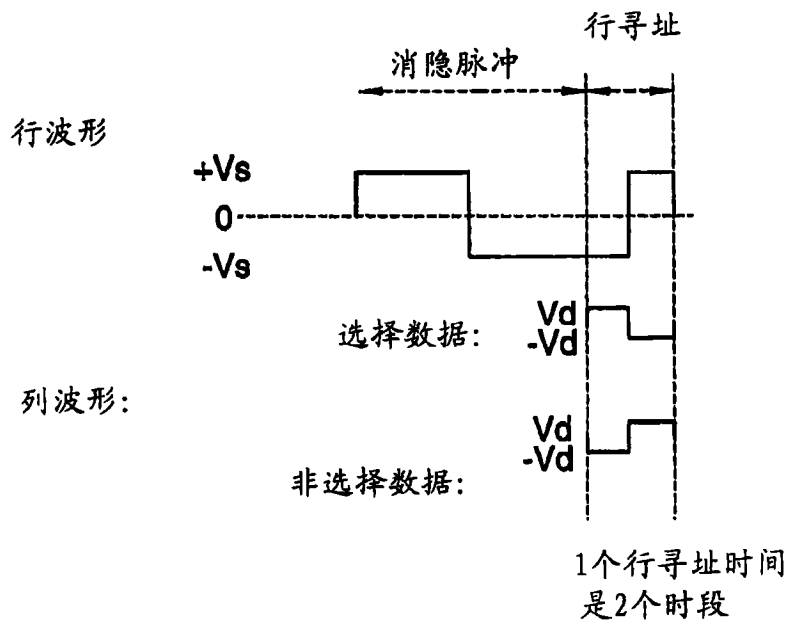 行寻址
消隐脉冲
行波形
+Vs
0
-Vs
选择数据:
Vd
-Vd
列波形:
Vd
-Vd
非选择数据:
1个行寻址时间
是2个时段